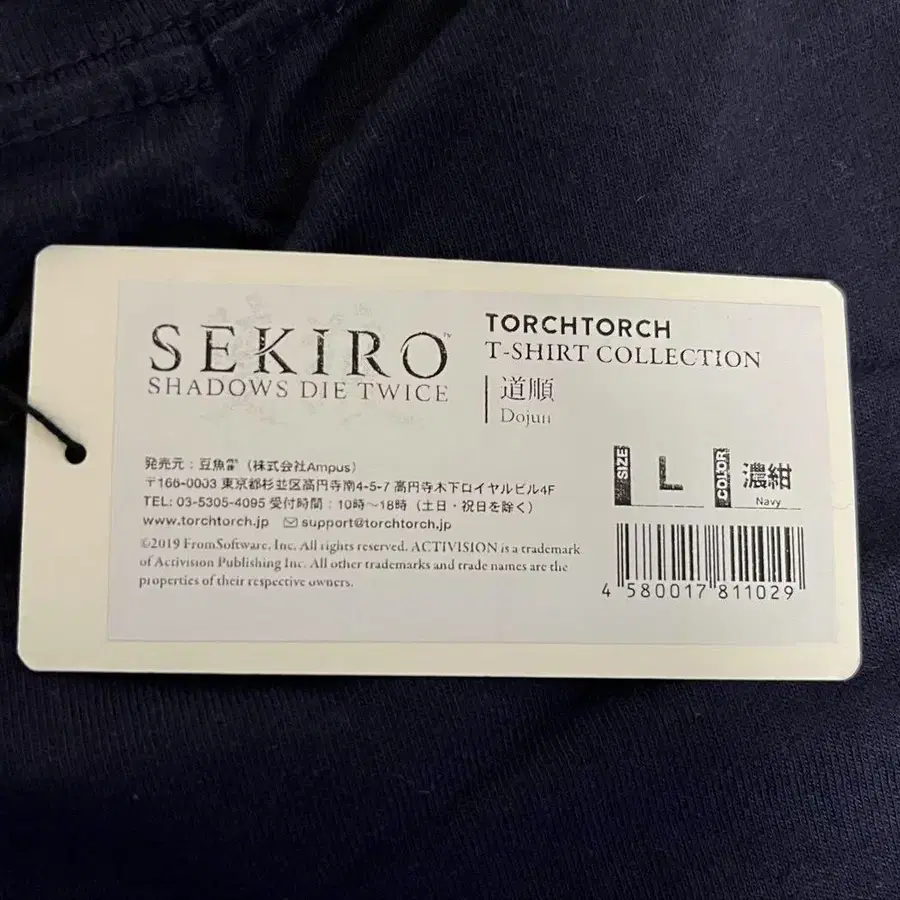 SEKIRO™
SHADOWS DIE TWICE
TORCHTORCH
T-SHIRT COLLECTION
道順
Dojun
発売元：豆魚雷（株式会社Ampus）
〒166-0003 東京都杉並区高円寺南4-5-7 高円寺木下ロイヤルビル4F
TEL: 03-5305-4095 受付時間：10時〜18時（土日・祝日を除く）
www.torchtorch.jp support@torchtorch.jp
©2019 FromSoftware, Inc. All rights reserved. ACTIVISION is a trademark
of Activision Publishing Inc. All other trademarks and trade names are the
properties of their respective owners.
SIZE L COLOR 濃紺
Navy
4 580017 811029